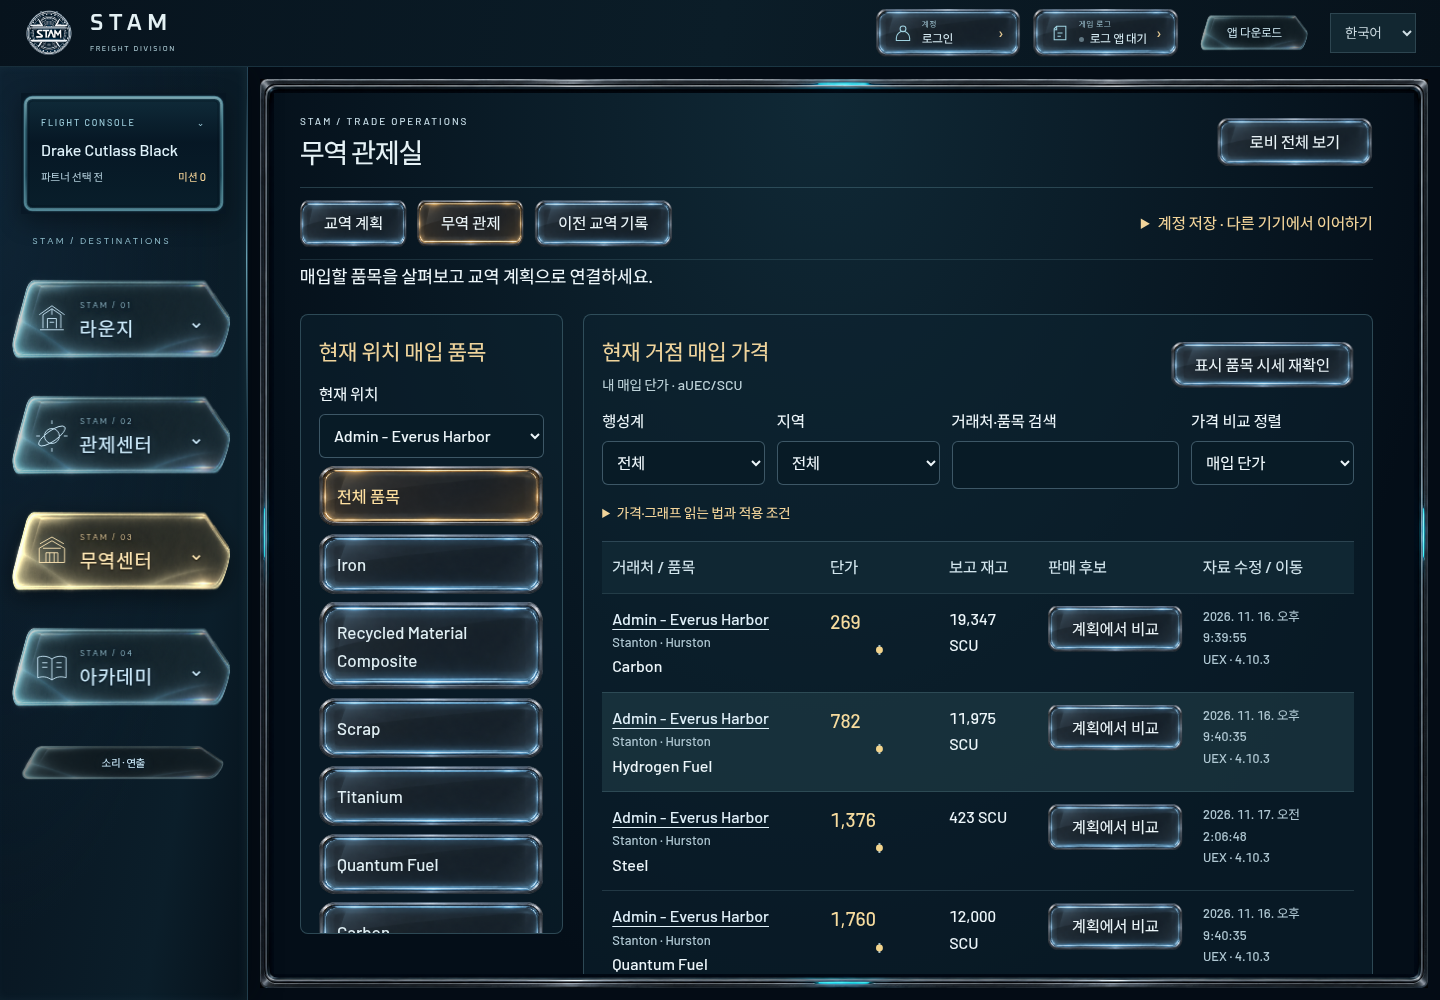 STAM
STAM
FREIGHT DIVISION
계정
로그인
게임 로그
로그 앱 대기
앱 다운로드
한국어
FLIGHT CONSOLE
Drake Cutlass Black
파트너 선택 전
미션 0
STAM / DESTINATIONS
STAM / 01
라운지
STAM / 02
관제센터
STAM / 03
무역센터
STAM / 04
아카데미
소리 · 연출
STAM / TRADE OPERATIONS
무역 관제실
로비 전체 보기
교역 계획
무역 관제
이전 교역 기록
▶ 계정 저장 · 다른 기기에서 이어하기
매입할 품목을 살펴보고 교역 계획으로 연결하세요.
현재 위치 매입 품목
현재 위치
Admin - Everus Harbor
전체 품목
Iron
Recycled Material
Composite
Scrap
Titanium
Quantum Fuel
Carbon
현재 거점 매입 가격
내 매입 단가 · aUEC/SCU
표시 품목 시세 재확인
행성계
지역
거래처·품목 검색
가격 비교 정렬
전체
전체
매입 단가
▶ 가격·그래프 읽는 법과 적용 조건
거래처 / 품목
단가
보고 재고
판매 후보
자료 수정 / 이동
Admin - Everus Harbor
Stanton · Hurston
Carbon
269
19,347
SCU
계획에서 비교
2026. 11. 16. 오후
9:39:55
UEX · 4.10.3
Admin - Everus Harbor
Stanton · Hurston
Hydrogen Fuel
782
11,975
SCU
계획에서 비교
2026. 11. 16. 오후
9:40:35
UEX · 4.10.3
Admin - Everus Harbor
Stanton · Hurston
Steel
1,376
423 SCU
계획에서 비교
2026. 11. 17. 오전
2:06:48
UEX · 4.10.3
Admin - Everus Harbor
Stanton · Hurston
Quantum Fuel
1,760
12,000
SCU
계획에서 비교
2026. 11. 16. 오후
9:40:35
UEX · 4.10.3